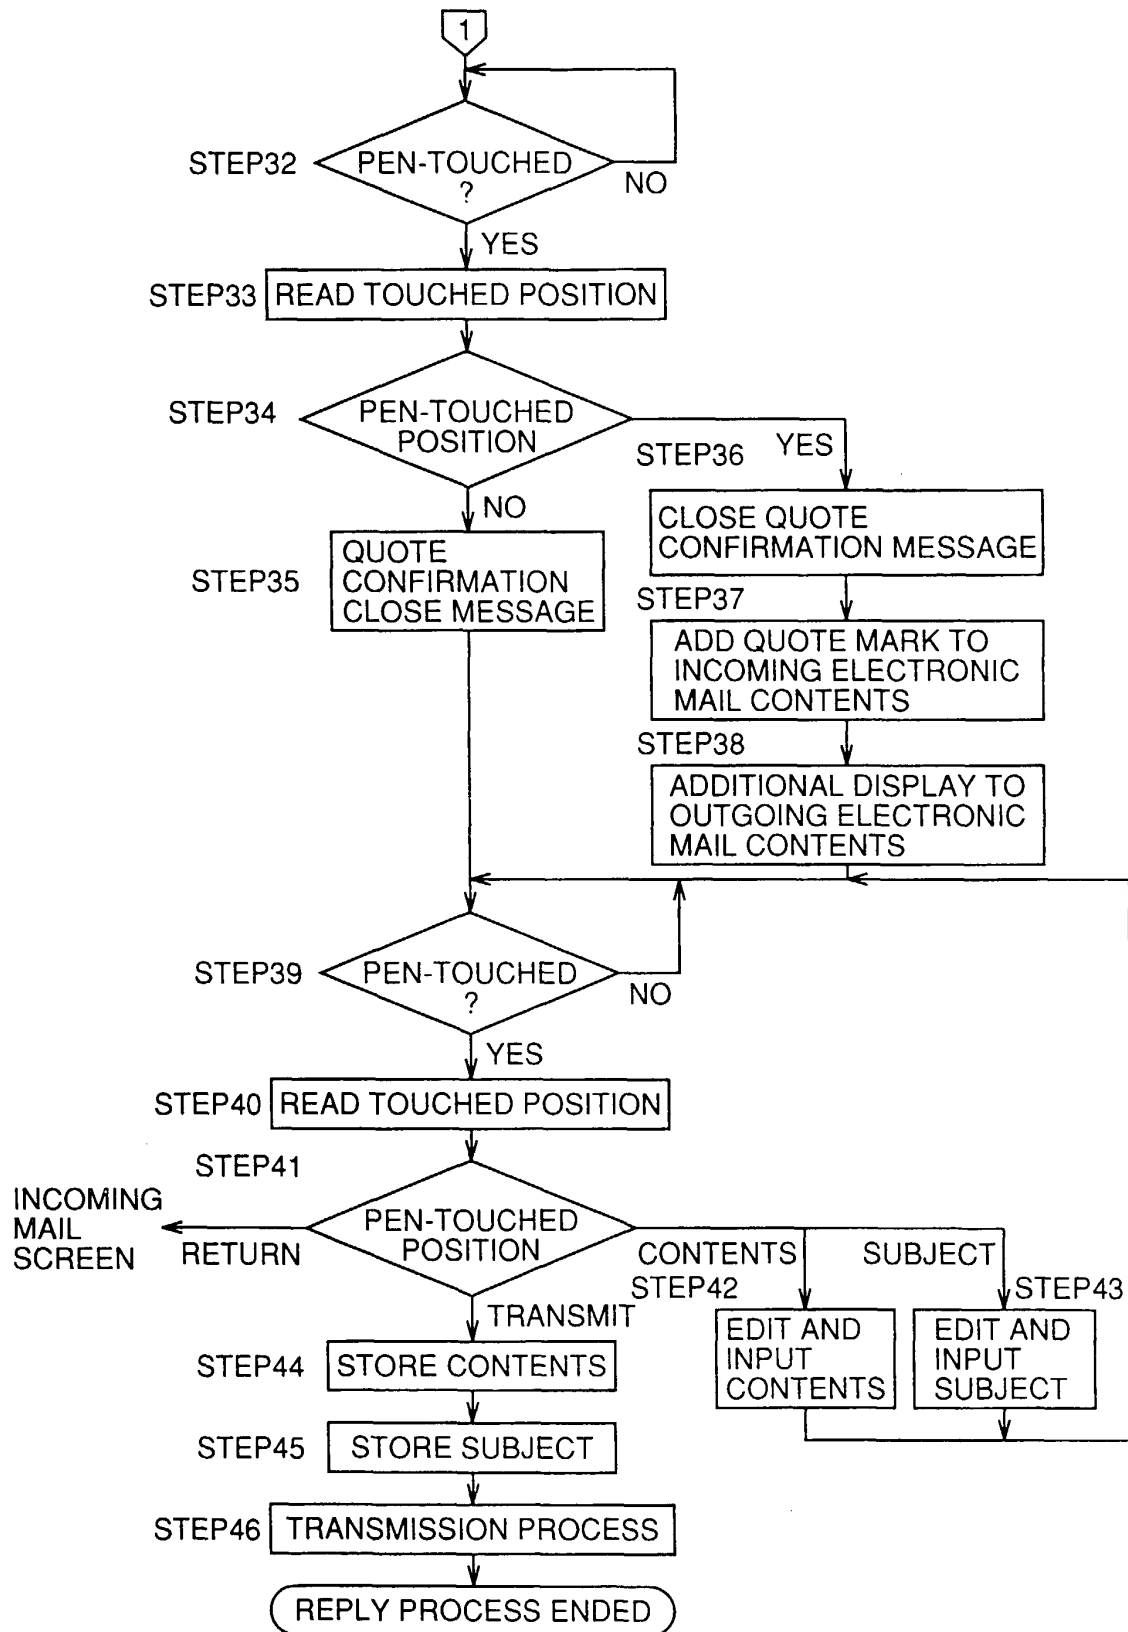 1
STEP32
PEN-TOUCHED
?
NO
YES
STEP33
READ TOUCHED POSITION
STEP34
PEN-TOUCHED
POSITION
STEP36
YES
NO
CLOSE QUOTE
CONFIRMATION MESSAGE
STEP35
QUOTE
CONFIRMATION
CLOSE MESSAGE
STEP37
ADD QUOTE MARK TO
INCOMING ELECTRONIC
MAIL CONTENTS
STEP38
ADDITIONAL DISPLAY TO
OUTGOING ELECTRONIC
MAIL CONTENTS
STEP39
PEN-TOUCHED
?
NO
YES
STEP40
READ TOUCHED POSITION
STEP41
PEN-TOUCHED
POSITION
INCOMING
MAIL
SCREEN
RETURN
CONTENTS
SUBJECT
STEP42
STEP43
TRANSMIT
EDIT AND
INPUT
CONTENTS
EDIT AND
INPUT
SUBJECT
STEP44
STORE CONTENTS
STEP45
STORE SUBJECT
STEP46
TRANSMISSION PROCESS
REPLY PROCESS ENDED